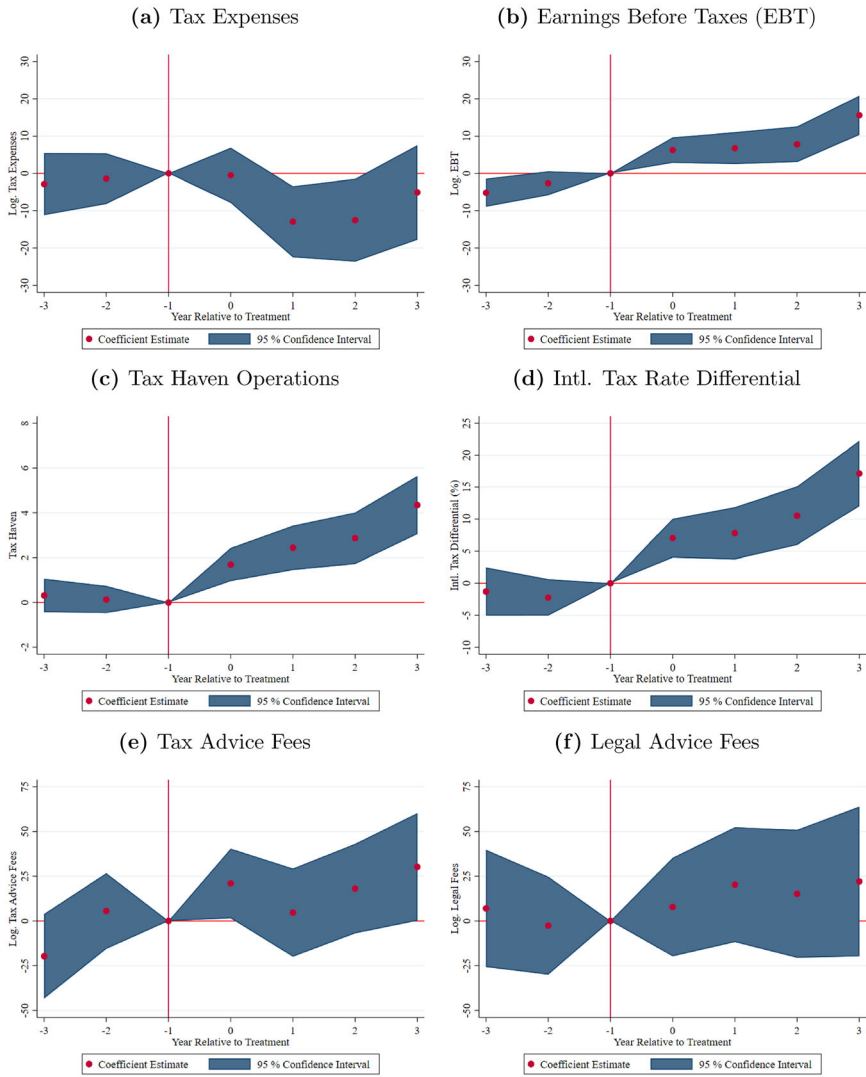 (a) Tax Expenses
Log. Tax Expenses
30
20
10
0
-10
-20
-30
-3 -2 -1 0 1 2 3
Year Relative to Treatment
Coefficient Estimate 95 % Confidence Interval
(b) Earnings Before Taxes (EBT)
Log. EBT
30
20
10
0
-10
-20
-30
-3 -2 -1 0 1 2 3
Year Relative to Treatment
Coefficient Estimate 95 % Confidence Interval
(c) Tax Haven Operations
Tax Haven
8
6
4
2
0
-2
-3 -2 -1 0 1 2 3
Year Relative to Treatment
Coefficient Estimate 95 % Confidence Interval
(d) Intl. Tax Rate Differential
Intl. Tax Differential (%)
25
20
15
10
5
0
-5
-10
-3 -2 -1 0 1 2 3
Year Relative to Treatment
Coefficient Estimate 95 % Confidence Interval
(e) Tax Advice Fees
Log. Tax Advice Fees
75
50
25
0
-25
-50
-3 -2 -1 0 1 2 3
Year Relative to Treatment
Coefficient Estimate 95 % Confidence Interval
(f) Legal Advice Fees
Log. Legal Fees
75
50
25
0
-25
-50
-3 -2 -1 0 1 2 3
Year Relative to Treatment
Coefficient Estimate 95 % Confidence Interval